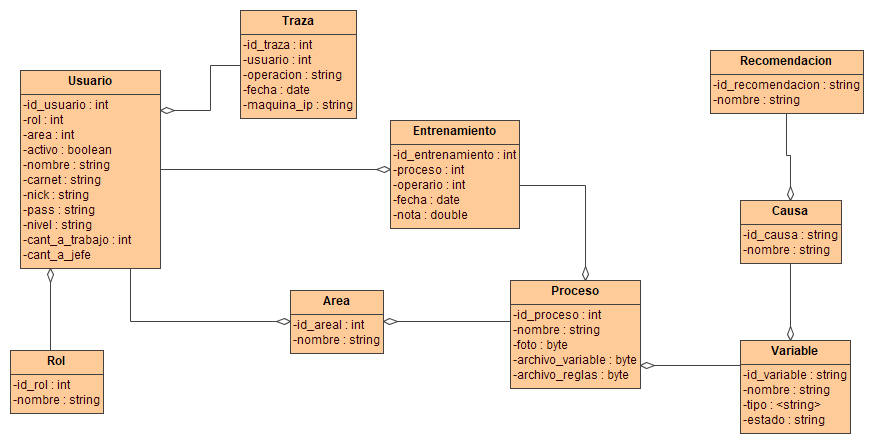 Traza
-id_traza : int
-usuario : int
-operacion : string
-fecha : date
-maquina_ip : string
Usuario
-id_usuario : int
-rol : int
-area : int
-activo : boolean
-nombre : string
-carnet : string
-nick : string
-pass : string
-nivel : string
-cant_a_trabajo : int
-cant_a_jefe
Recomendacion
-id_recomendacion : string
-nombre : string
Entrenamiento
-id_entrenamiento : int
-proceso : int
-operario : int
-fecha : date
-nota : double
Causa
-id_causa : string
-nombre : string
Area
-id_areal : int
-nombre : string
Proceso
-id_proceso : int
-nombre : string
-foto : byte
-archivo_variable : byte
-archivo_reglas : byte
Rol
-id_rol : int
-nombre : string
Variable
-id_variable : string
-nombre : string
-tipo : <string>
-estado : string